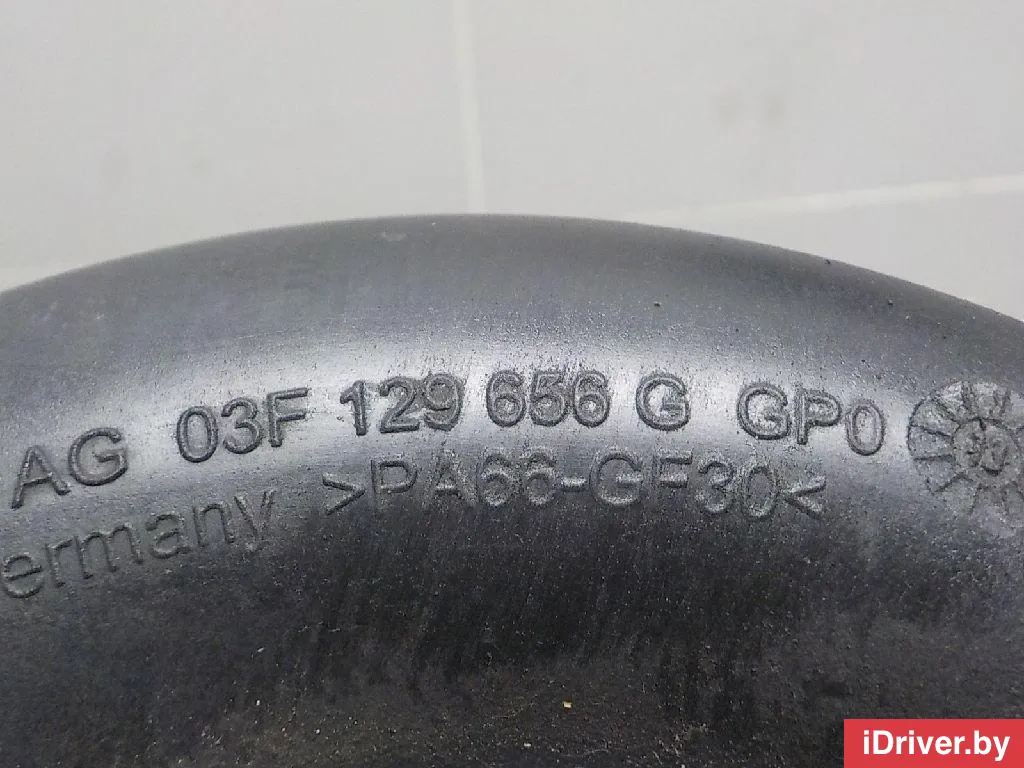 AG 03F 129 656 G GP0
ermany >PA66-GF30<
iDriver.by